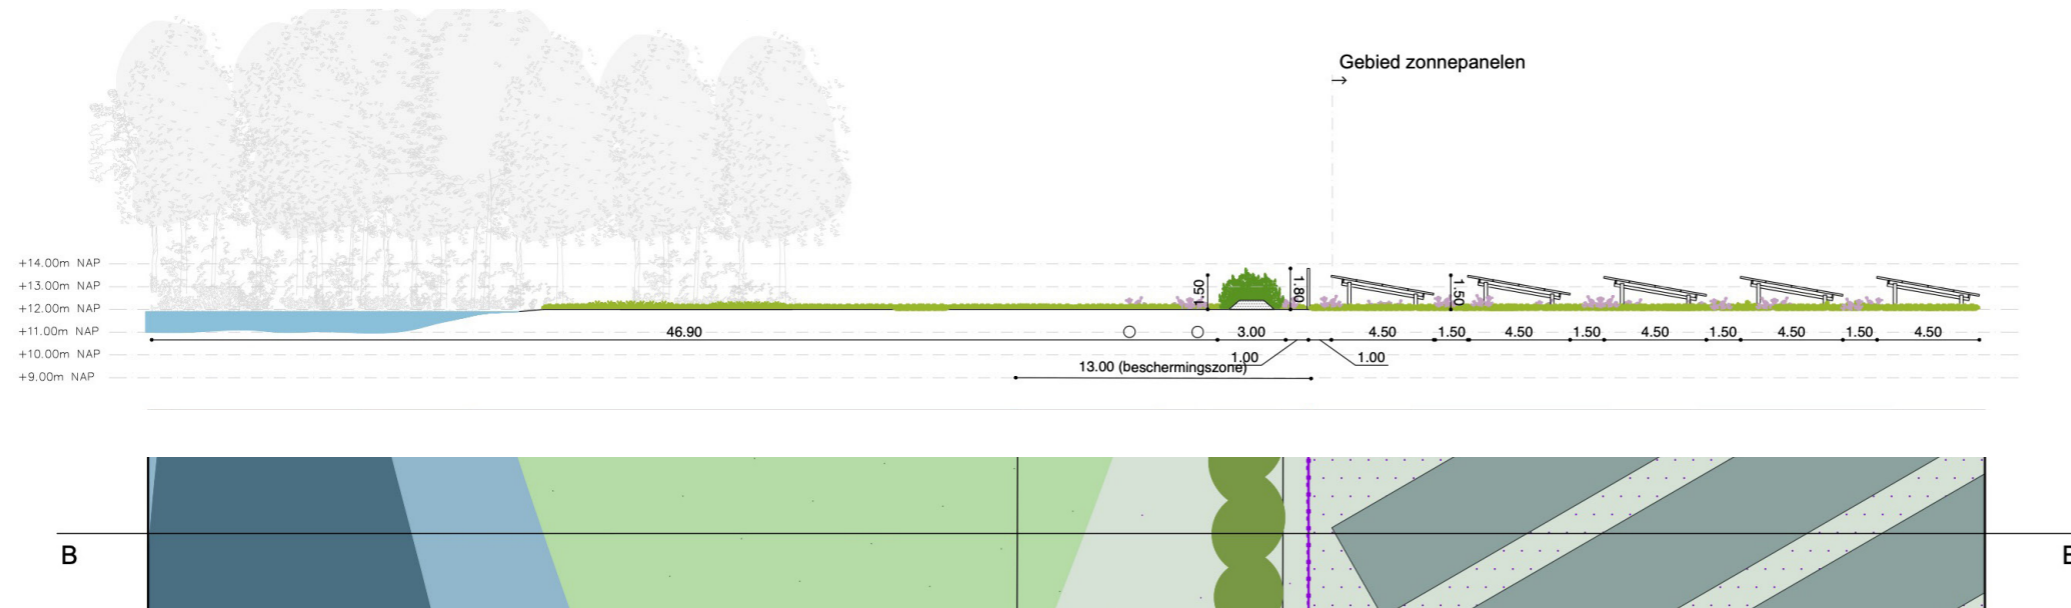 Gebied zonnepanelen
+14.00m NAP
+13.00m NAP
+12.00m NAP
+11.00m NAP
+10.00m NAP
+9.00m NAP
1.50
1.80
1.50
46.90
3.00
4.50
1.50
4.50
1.50
4.50
1.50
4.50
1.50
4.50
1.00
1.00
13.00 (beschermingszone)
B